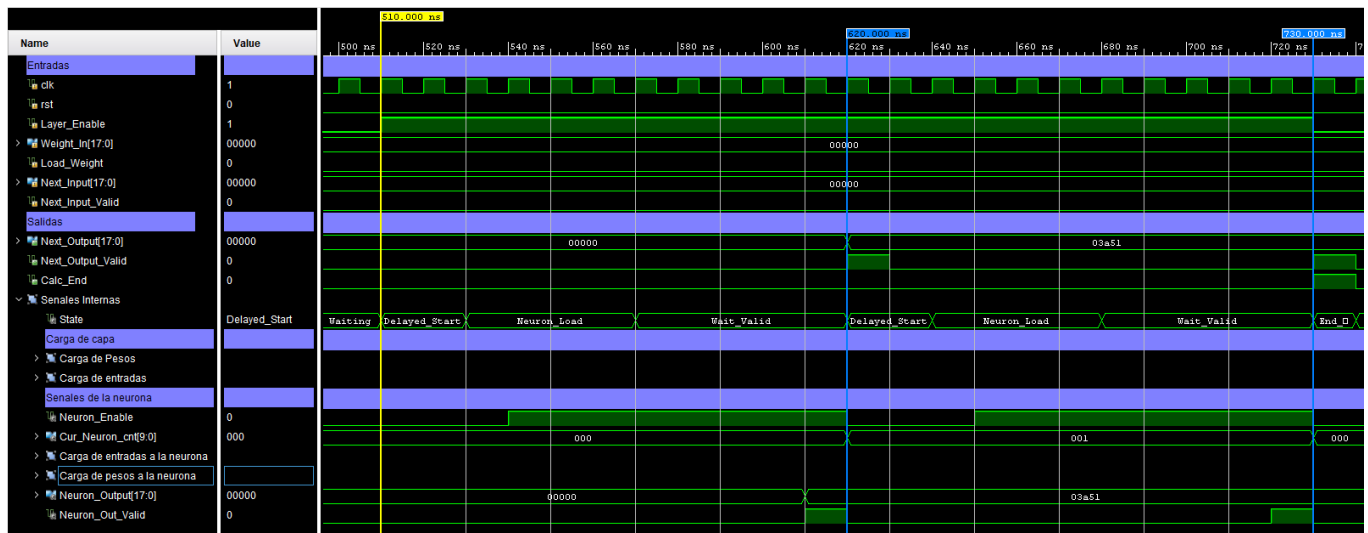 510.000 ns
620.000 ns 730.000 ns
Name Value 500 ns 520 ns 540 ns 560 ns 580 ns 600 ns 620 ns 640 ns 660 ns 680 ns 700 ns 720 ns 7
Entradas
clk 1
rst 0
Layer_Enable 1
Weight_In[17:0] 00000 00000
Load_Weight 0
Next_Input[17:0] 00000 00000
Next_Input_Valid 0
Salidas
Next_Output[17:0] 00000 00000 03a51
Next_Output_Valid 0
Calc_End 0
Senales Internas
State Delayed_Start Waiting Delayed_Start Neuron_Load Wait_Valid Delayed_Start Neuron_Load Wait_Valid End_□
Carga de capa
Carga de Pesos
Carga de entradas
Senales de la neurona
Neuron_Enable 0
Cur_Neuron_cnt[9:0] 000 000 001 000
Carga de entradas a la neurona
Carga de pesos a la neurona
Neuron_Output[17:0] 00000 00000 03a51
Neuron_Out_Valid 0